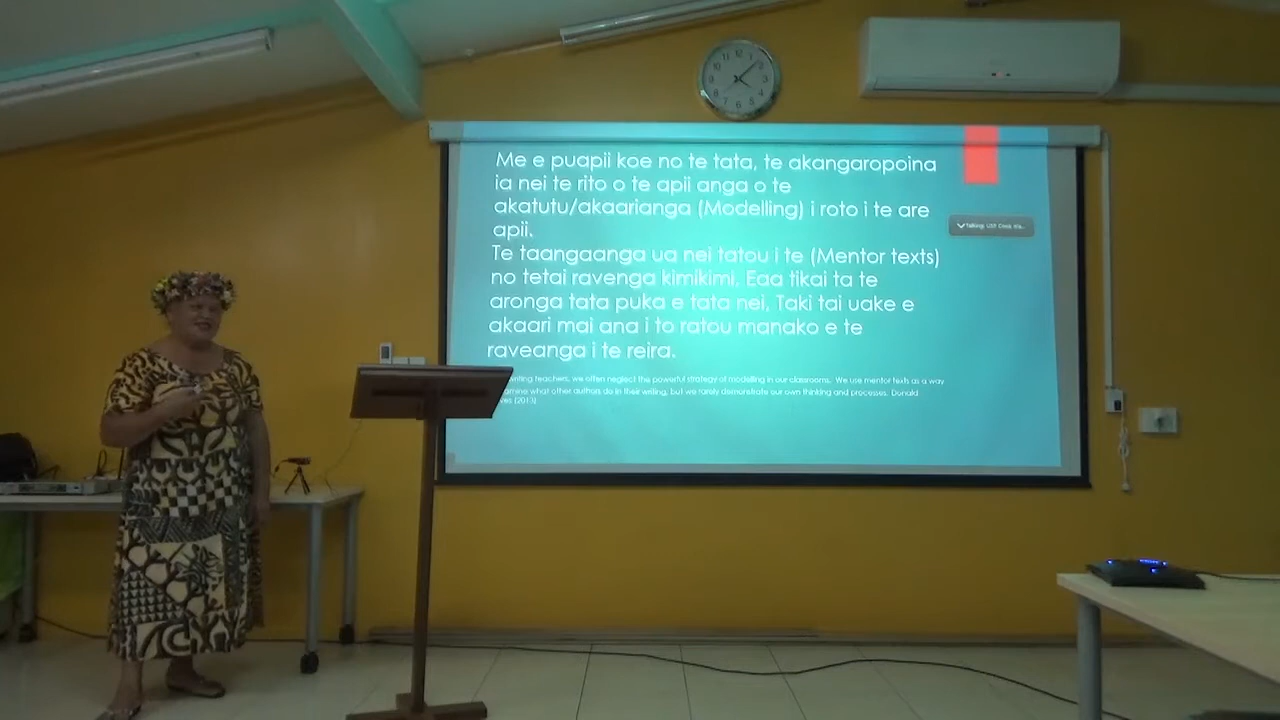 Me e puapii koe no te tata, te akangaropoina
ia nei te rito o te apii anga o te
akatutu/akaarianga (Modelling) i roto i te are
apii.
Te taangaanga ua nei tatou i te (Mentor texts)
no tetai ravenga kimikimi. Eaa tikai ta te
aronga tata puka e tata nei. Taki tai uake e
akaari mai ana i to ratou manako e te
raveanga i te reira.
writing teachers, we often neglect the powerful strategy of modelling in our classrooms. We use mentor texts as a way
what other authors do in their writing, but we rarely demonstrate our own thinking and processes. Donald
(2013)
Talking: USP Cook